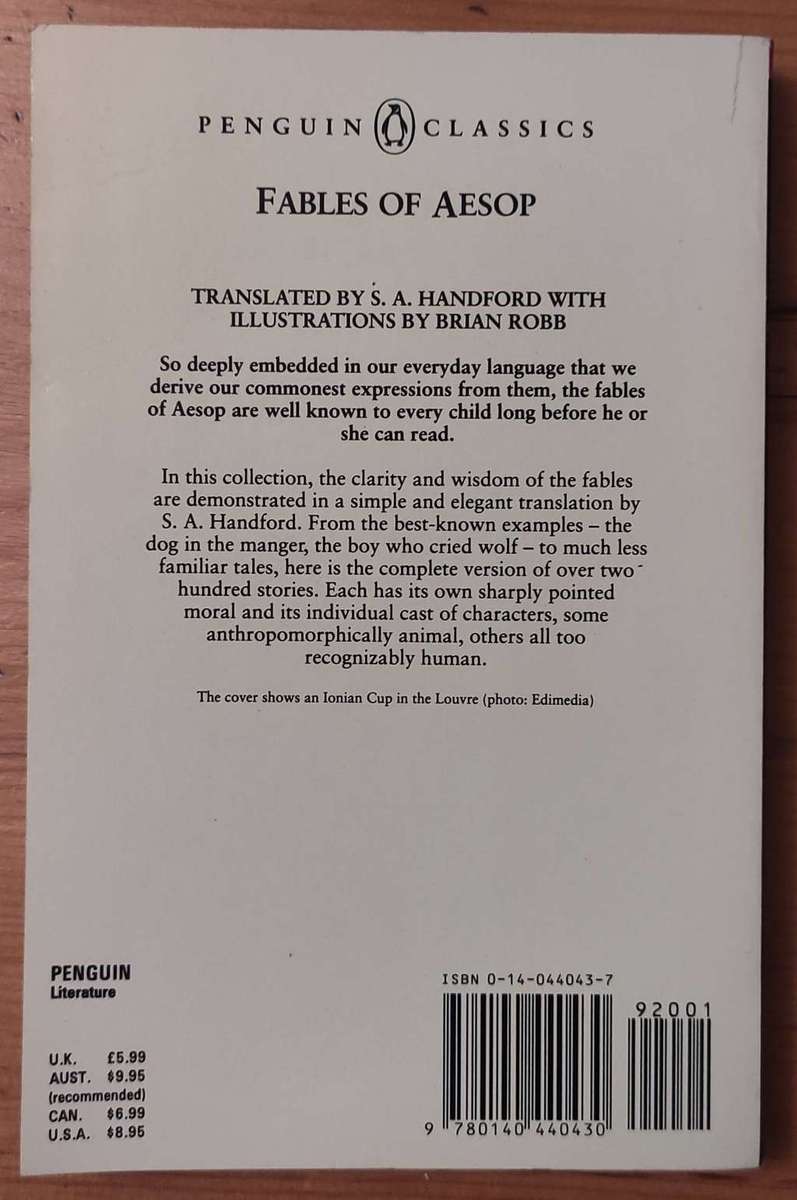 PENGUIN CLASSICS
FABLES OF AESOP
TRANSLATED BY S. A. HANDFORD WITH
ILLUSTRATIONS BY BRIAN ROBB
So deeply embedded in our everyday language that we
derive our commonest expressions from them, the fables
of Aesop are well known to every child long before he or
she can read.
In this collection, the clarity and wisdom of the fables
are demonstrated in a simple and elegant translation by
S. A. Handford. From the best-known examples – the
dog in the manger, the boy who cried wolf – to much less
familiar tales, here is the complete version of over two
hundred stories. Each has its own sharply pointed
moral and its individual cast of characters, some
anthropomorphically animal, others all too
recognizably human.
The cover shows an Ionian Cup in the Louvre (photo: Edimedia)
PENGUIN
Literature
U.K. £5.99
AUST. $9.95
(recommended)
CAN. $6.99
U.S.A. $8.95
ISBN 0-14-044043-7
92001
9 780140 440430